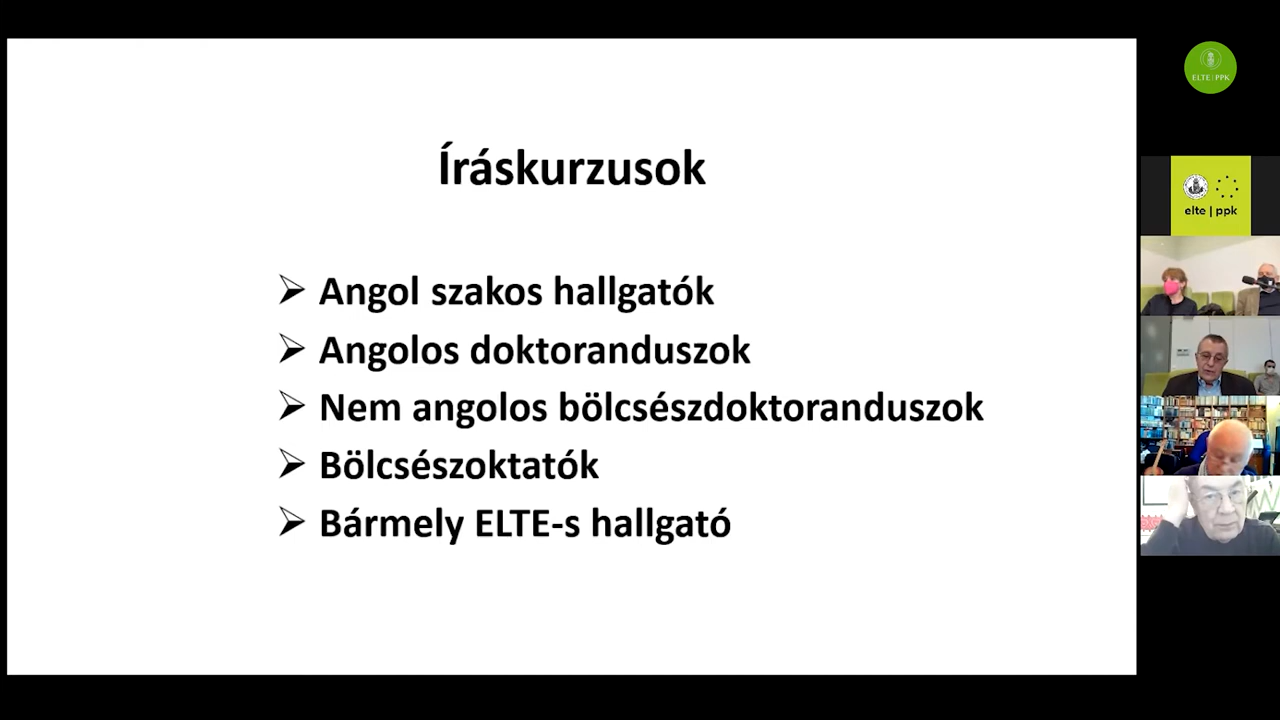 Íráskurzusok
Angol szakos hallgatók
Angolos doktoranduszok
Nem angolos bölcsészdoktoranduszok
Bölcsészoktatók
Bármely ELTE-s hallgató
ELTE | PPK
elte | ppk